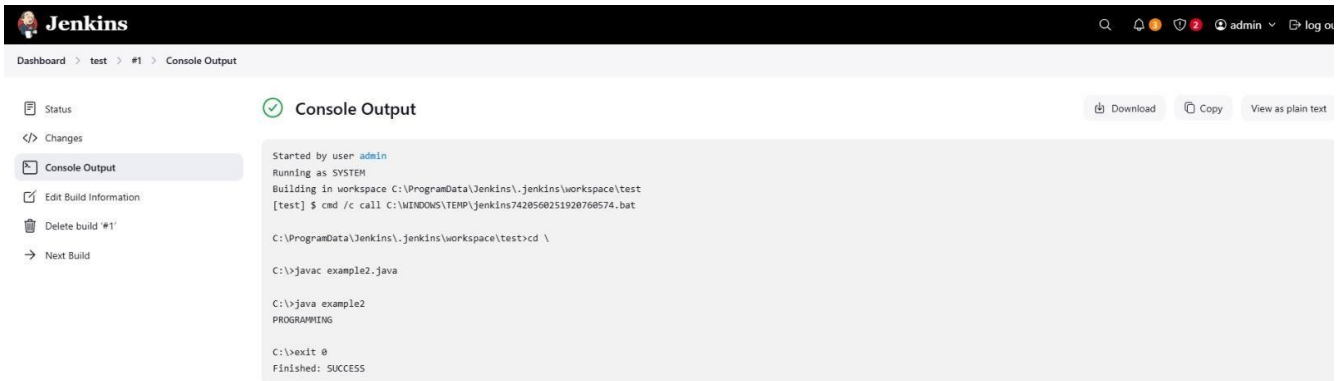 Jenkins
3 2 admin log ou
Dashboard > test > #1 > Console Output
Status
Changes
Console Output
Edit Build Information
Delete build '#1'
Next Build
Console Output
Download Copy View as plain text
Started by user admin
Running as SYSTEM
Building in workspace C:\ProgramData\Jenkins\.jenkins\workspace\test
[test] $ cmd /c call C:\WINDOWS\TEMP\jenkins7420560251920760574.bat
C:\ProgramData\Jenkins\.jenkins\workspace\test>cd \
C:\>javac example2.java
C:\>java example2
PROGRAMMING
C:\>exit 0
Finished: SUCCESS